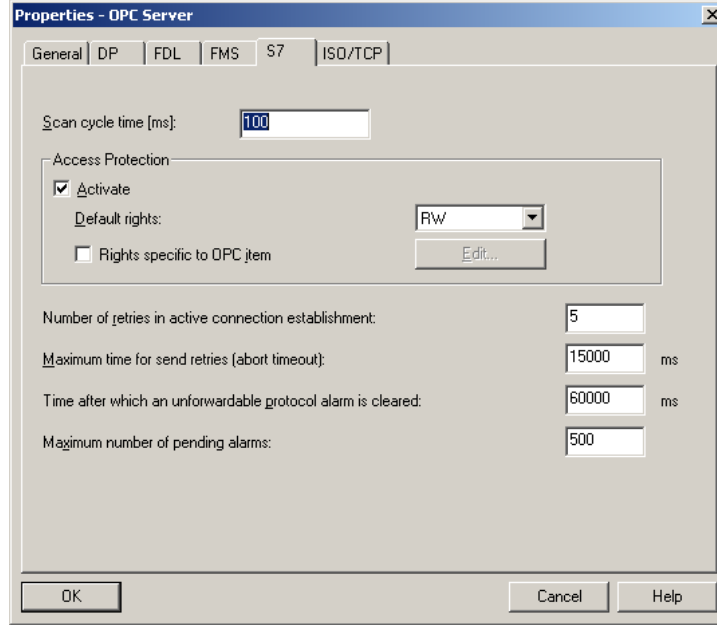 Properties - OPC Server
General DP FDL FMS S7 ISO/TCP
Scan cycle time [ms]: 100
Access Protection
Activate
Default rights: RW
Rights specific to OPC item Edit...
Number of retries in active connection establishment: 5
Maximum time for send retries (abort timeout): 15000 ms
Time after which an unforwardable protocol alarm is cleared: 60000 ms
Maximum number of pending alarms: 500
OK Cancel Help